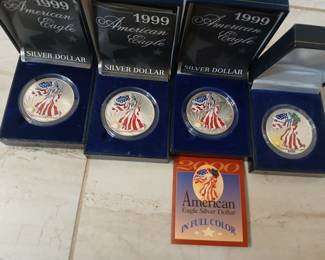 1999
American
Eagle
SILVER DOLLAR
1999
American
Eagle
SILVER DOLLAR
1999
American
Eagle
SILVER DOLLAR
2000
American
Eagle Silver Dollar
IN FULL COLOR